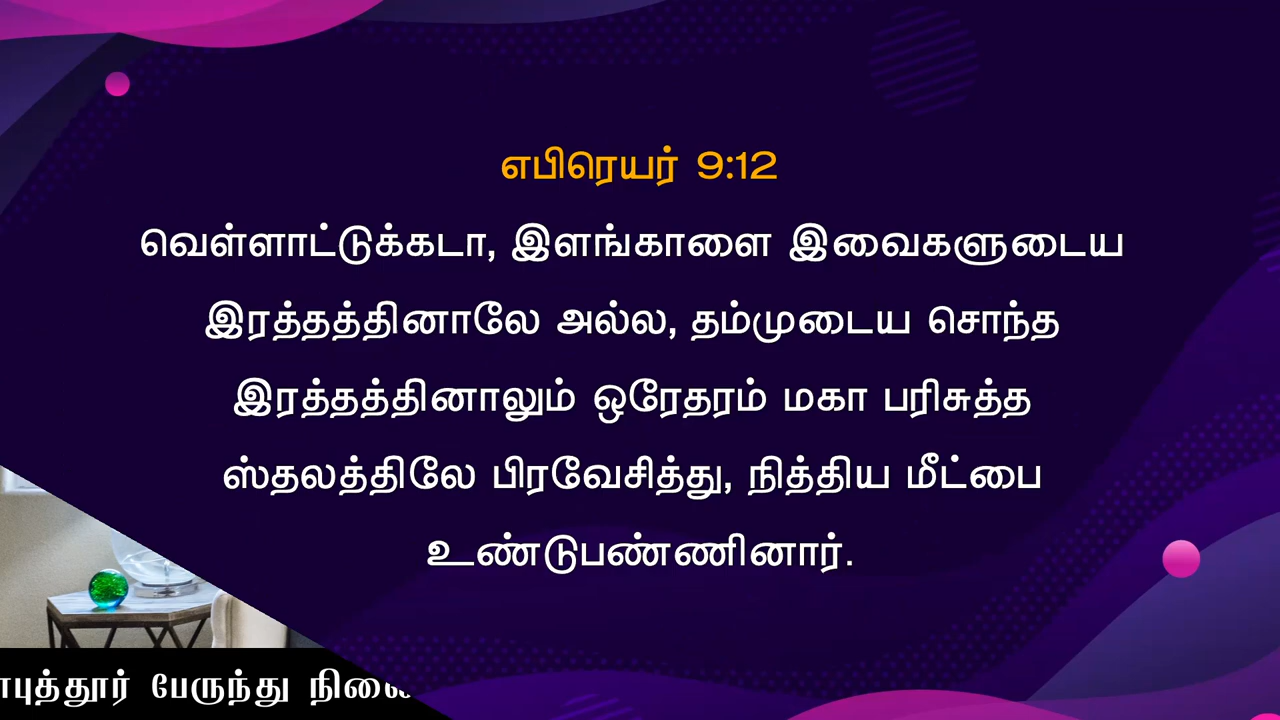 எபிரெயர் 9:12
வெள்ளாட்டுக்கடா, இளங்காளை இவைகளுடைய
இரத்தத்தினாலே அல்ல, தம்முடைய சொந்த
இரத்தத்தினாலும் ஒரேதரம் மகா பரிசுத்த
ஸ்தலத்திலே பிரவேசித்து, நித்திய மீட்பை
உண்டுபண்ணினார்.
பேருந்து